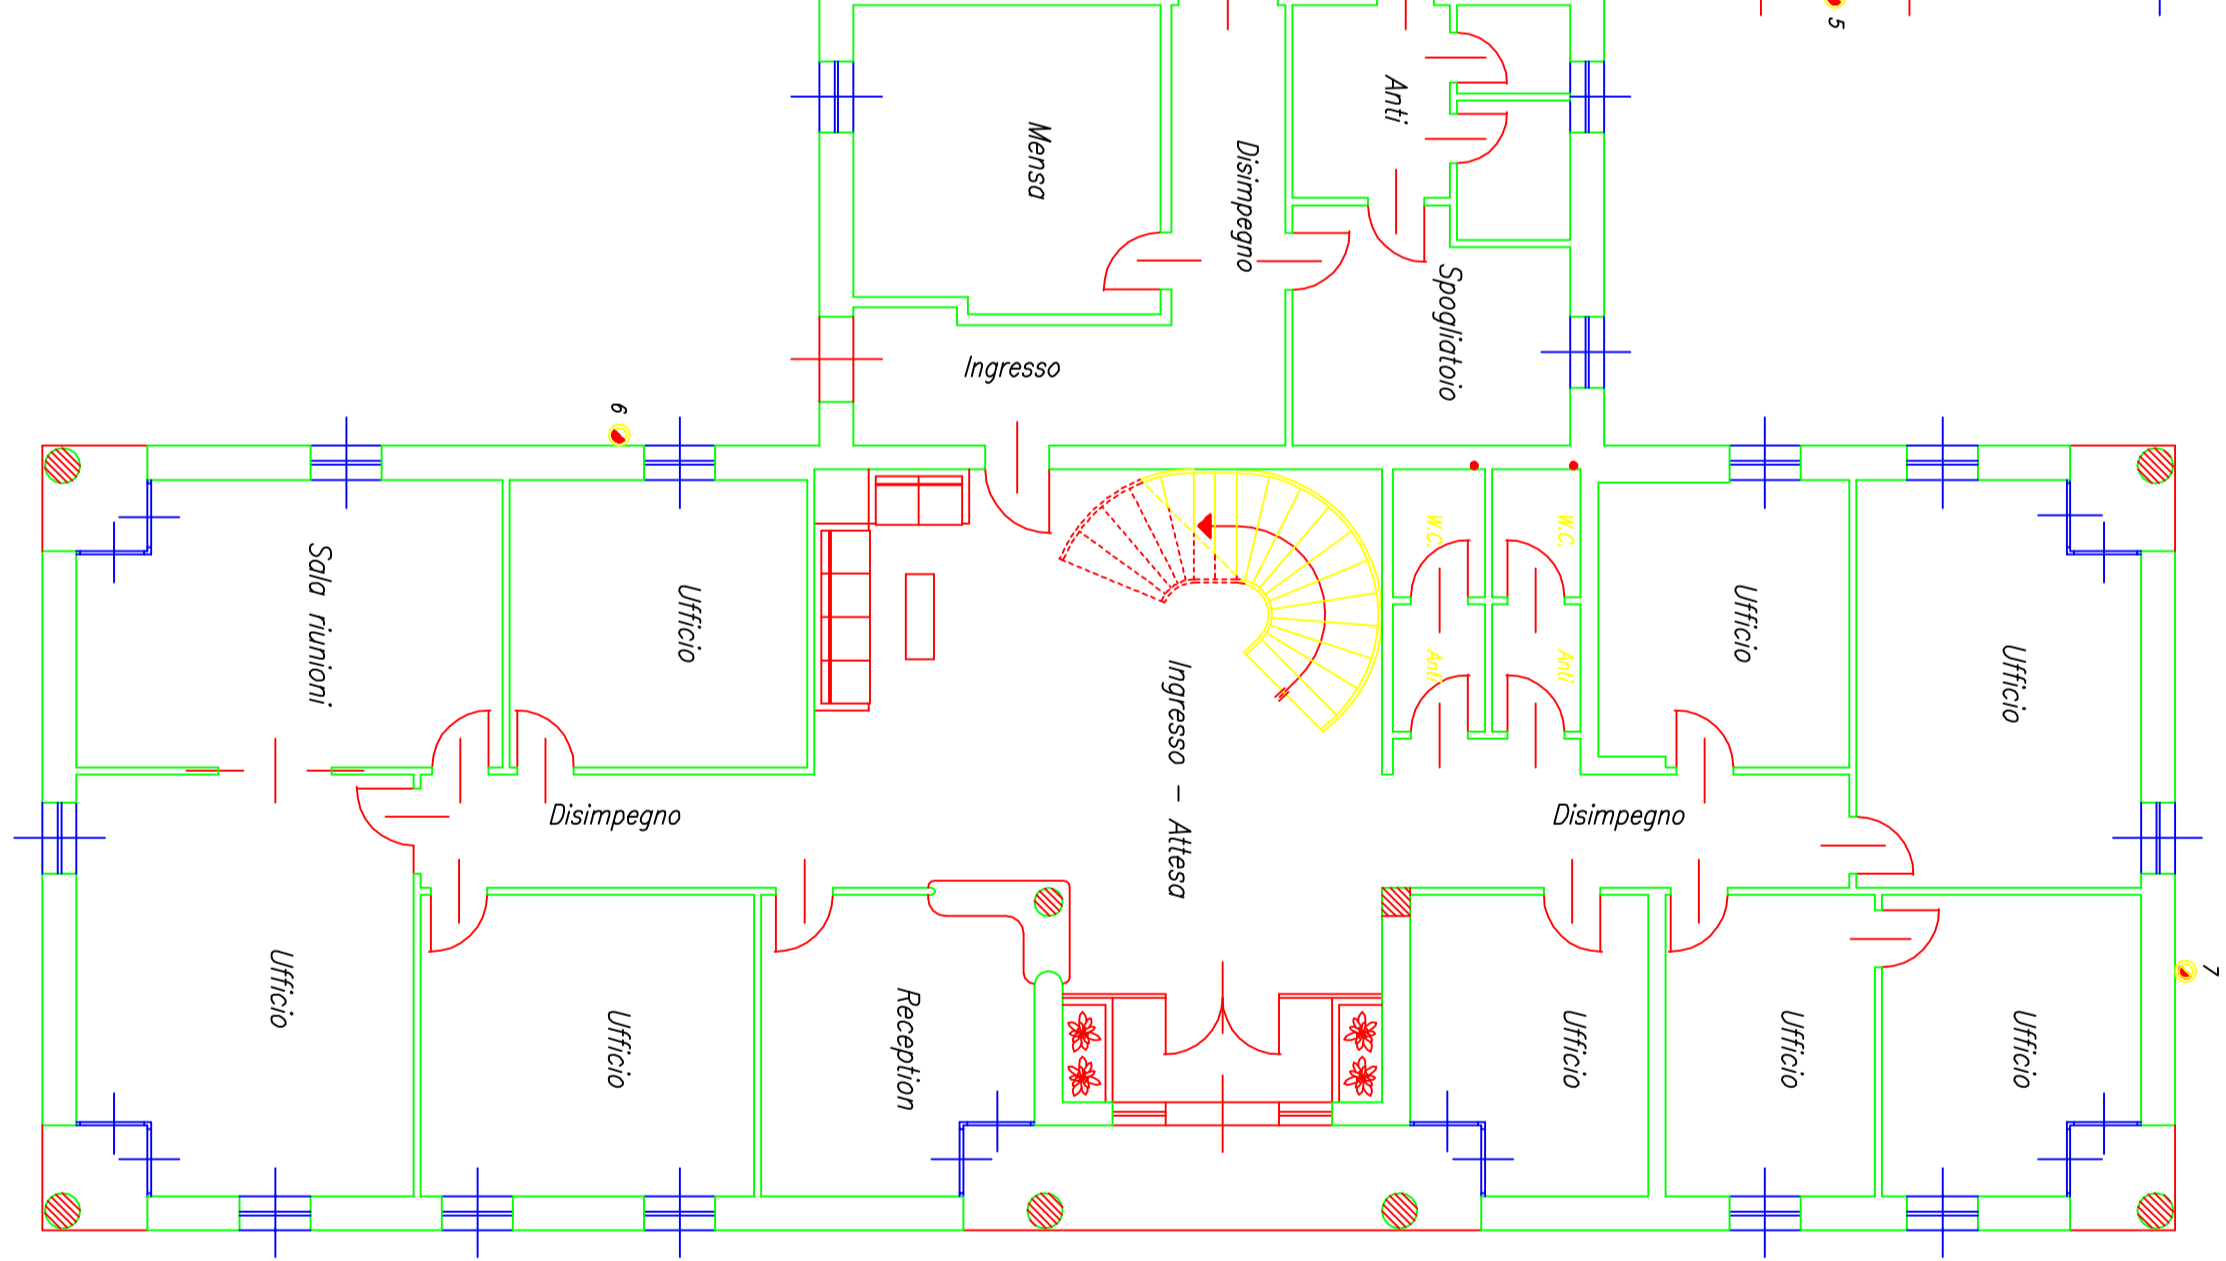 5
Anti
Mensa
Disimpegno
Spogliatoio
Ingresso
6
W.C.
W.C.
Sala riunioni
Ufficio
Ufficio
Ufficio
Anti
Anti
Ingresso - Attesa
Disimpegno
Disimpegno
7
Ufficio
Ufficio
Reception
Ufficio
Ufficio
Ufficio